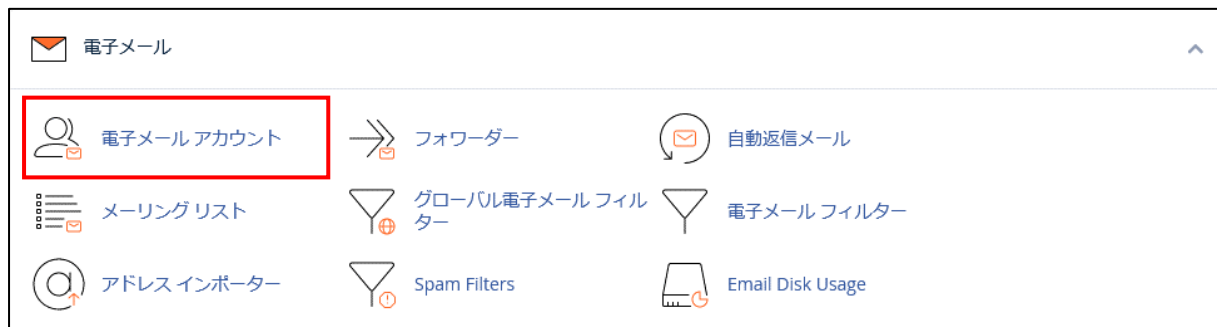 電子メール
電子メール アカウント
フォワーダー
自動返信メール
メーリング リスト
グローバル電子メール フィル
ター
電子メール フィルター
アドレス インポーター
Spam Filters
Email Disk Usage